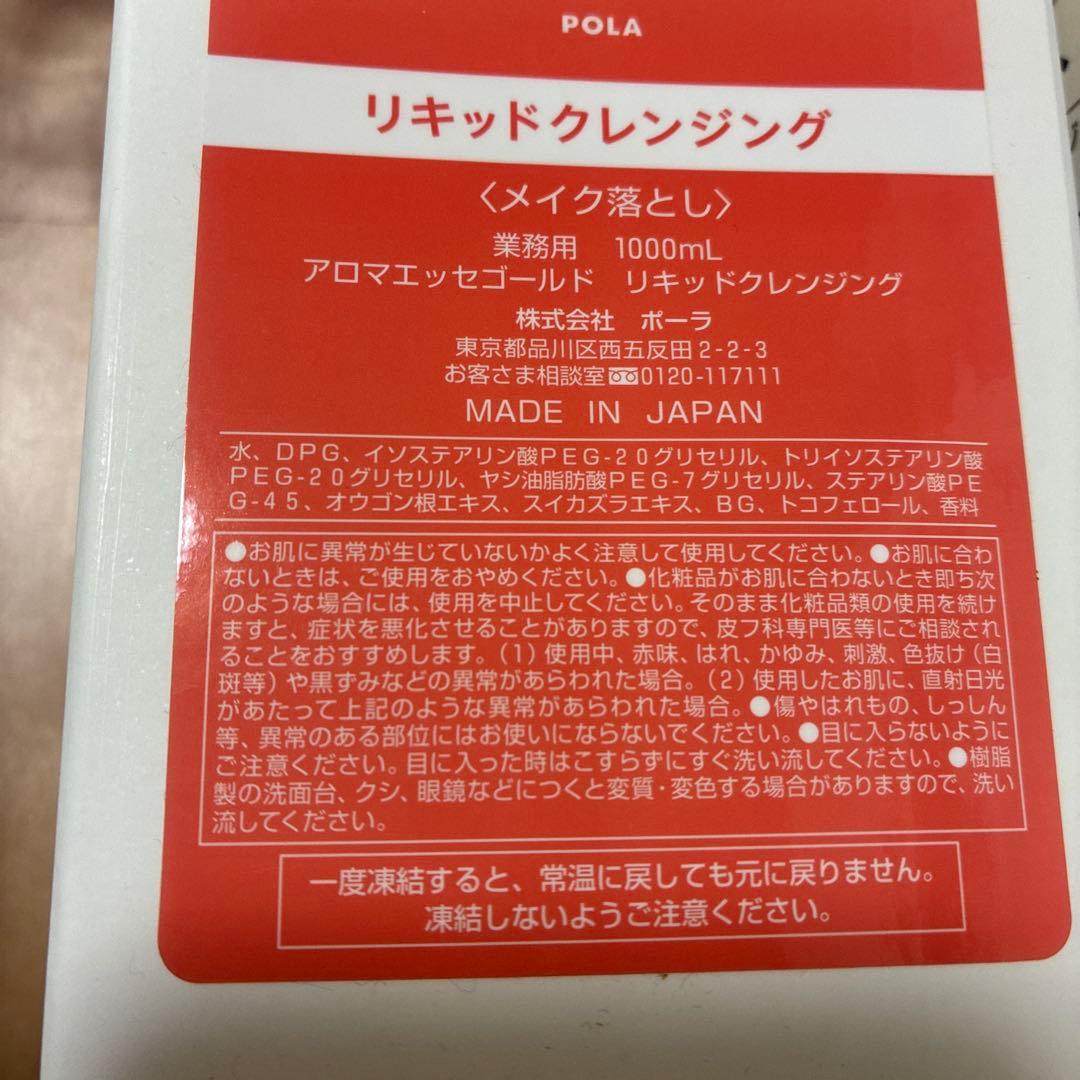 POLA
リキッドクレンジング
〈メイク落とし〉
業務用　1000mL
アロマエッセゴールド　リキッドクレンジング
株式会社　ポーラ
東京都品川区西五反田2-2-3
お客さま相談室 0120-117111
MADE IN JAPAN
水、DPG、イソステアリン酸PEG-20グリセリル、トリイソステアリン酸
PEG-20グリセリル、ヤシ油脂肪酸PEG-7グリセリル、ステアリン酸PE
G-45、オウゴン根エキス、スイカズラエキス、BG、トコフェロール、香料
●お肌に異常が生じていないかよく注意して使用してください。●お肌に合わ
ないときは、ご使用をおやめください。●化粧品がお肌に合わないとき即ち次
のような場合には、使用を中止してください。そのまま化粧品類の使用を続け
ますと、症状を悪化させることがありますので、皮フ科専門医等にご相談され
ることをおすすめします。（1）使用中、赤味、はれ、かゆみ、刺激、色抜け（白
斑等）や黒ずみなどの異常があらわれた場合。（2）使用したお肌に、直射日光
があたって上記のような異常があらわれた場合。●傷やはれもの、しっしん
等、異常のある部位にはお使いにならないでください。●目に入らないように
ご注意ください。目に入った時はこすらずにすぐ洗い流してください。●樹脂
製の洗面台、クシ、眼鏡などにつくと変質・変色する場合がありますので、洗い
流してください。
一度凍結すると、常温に戻しても元に戻りません。
凍結しないようご注意ください。